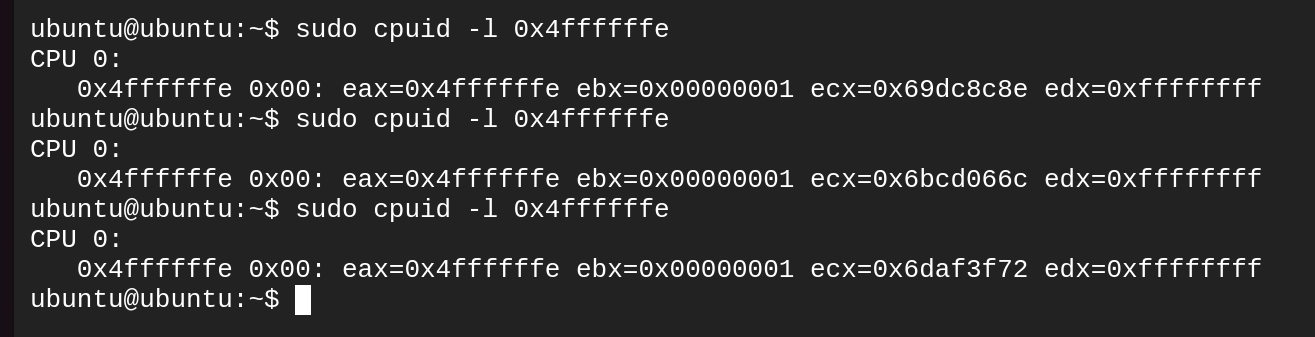 ubuntu@ubuntu:~$ sudo cpuid -l 0x4ffffffe
CPU 0:
   0x4ffffffe 0x00: eax=0x4ffffffe ebx=0x00000001 ecx=0x69dc8c8e edx=0xffffffff
ubuntu@ubuntu:~$ sudo cpuid -l 0x4ffffffe
CPU 0:
   0x4ffffffe 0x00: eax=0x4ffffffe ebx=0x00000001 ecx=0x6bcd066c edx=0xffffffff
ubuntu@ubuntu:~$ sudo cpuid -l 0x4ffffffe
CPU 0:
   0x4ffffffe 0x00: eax=0x4ffffffe ebx=0x00000001 ecx=0x6daf3f72 edx=0xffffffff
ubuntu@ubuntu:~$